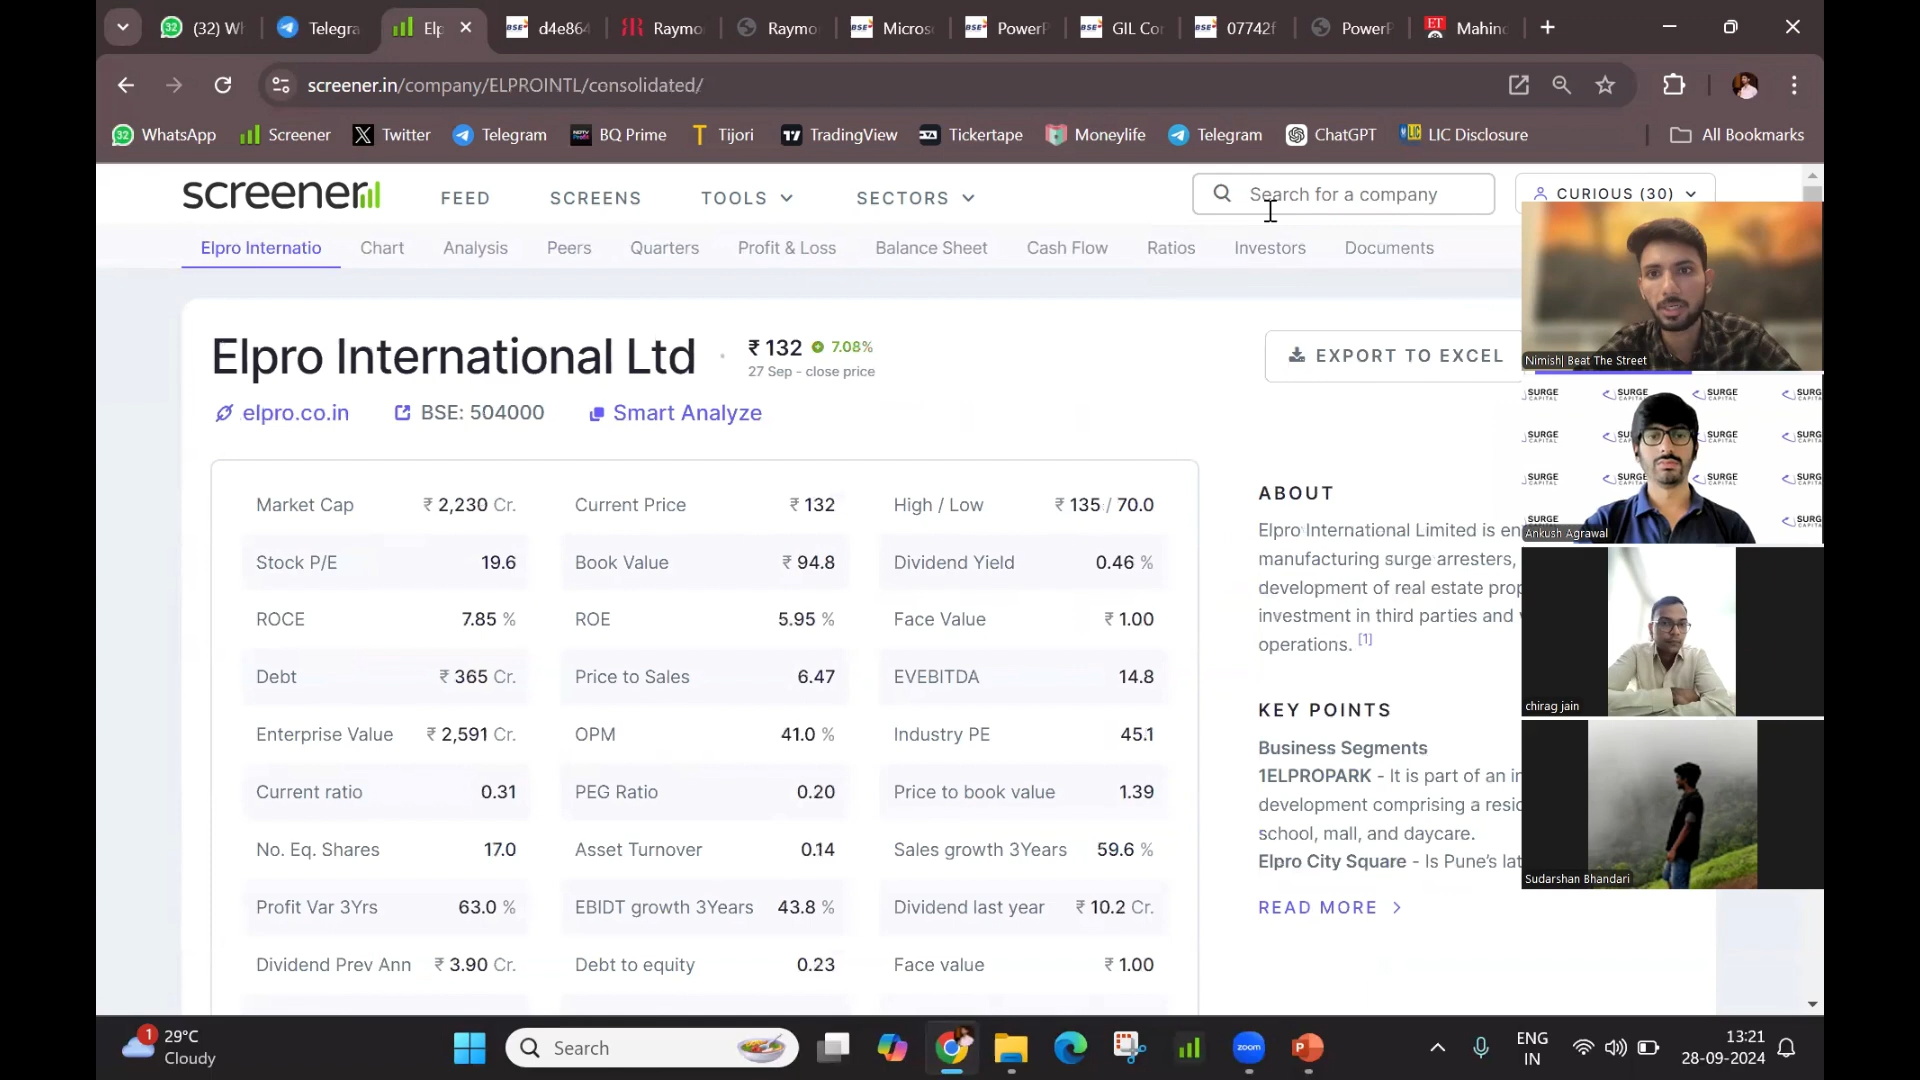 (32) Wh
Telegra
Elp
d4e864
Raymo
Raymo
Micros
PowerP
GIL Co
07742f
PowerP
Mahind
screener.in/company/ELPROINTL/consolidated/
WhatsApp
Screener
Twitter
Telegram
BQ Prime
Tijori
TradingView
Tickertape
Moneylife
Telegram
ChatGPT
LIC Disclosure
All Bookmarks
screener
FEED
SCREENS
TOOLS
SECTORS
Search for a company
CURIOUS (30)
Elpro Internatio
Chart
Analysis
Peers
Quarters
Profit & Loss
Balance Sheet
Cash Flow
Ratios
Investors
Documents
Elpro International Ltd
₹ 132 7.08%
27 Sep - close price
EXPORT TO EXCEL
elpro.co.in
BSE: 504000
Smart Analyze
Market Cap ₹ 2,230 Cr.
Current Price ₹ 132
High / Low ₹ 135 / 70.0
Stock P/E 19.6
Book Value ₹ 94.8
Dividend Yield 0.46 %
ROCE 7.85 %
ROE 5.95 %
Face Value ₹ 1.00
Debt ₹ 365 Cr.
Price to Sales 6.47
EVEBITDA 14.8
Enterprise Value ₹ 2,591 Cr.
OPM 41.0 %
Industry PE 45.1
Current ratio 0.31
PEG Ratio 0.20
Price to book value 1.39
No. Eq. Shares 17.0
Asset Turnover 0.14
Sales growth 3Years 59.6 %
Profit Var 3Yrs 63.0 %
EBIDT growth 3Years 43.8 %
Dividend last year ₹ 10.2 Cr.
Dividend Prev Ann ₹ 3.90 Cr.
Debt to equity 0.23
Face value ₹ 1.00
ABOUT
Elpro International Limited is en
manufacturing surge arresters,
development of real estate prop
investment in third parties and
operations. [1]
KEY POINTS
Business Segments
1ELPROPARK - It is part of an in
development comprising a resid
school, mall, and daycare.
Elpro City Square - Is Pune's lat
READ MORE
Nimish| Beat The Street
SURGE CAPITAL
Ankush Agrawal
chirag jain
Sudarshan Bhandari
1
29°C
Cloudy
Search
zoom
ENG
IN
13:21
28-09-2024